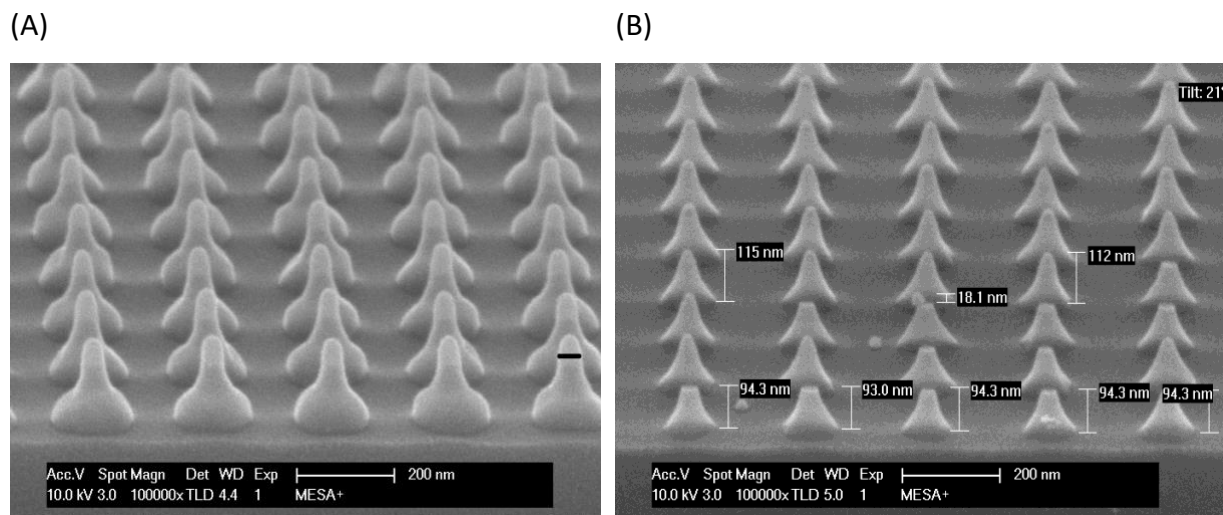 (A)
(B)
Tilt: 21°
115 nm
112 nm
18.1 nm
94.3 nm
93.0 nm
94.3 nm
94.3 nm
94.3 nm
Acc.V Spot Magn Det WD Exp
200 nm
10.0 kV 3.0 100000x TLD 4.4 1 MESA+
Acc.V Spot Magn Det WD Exp
200 nm
10.0 kV 3.0 100000x TLD 5.0 1 MESA+